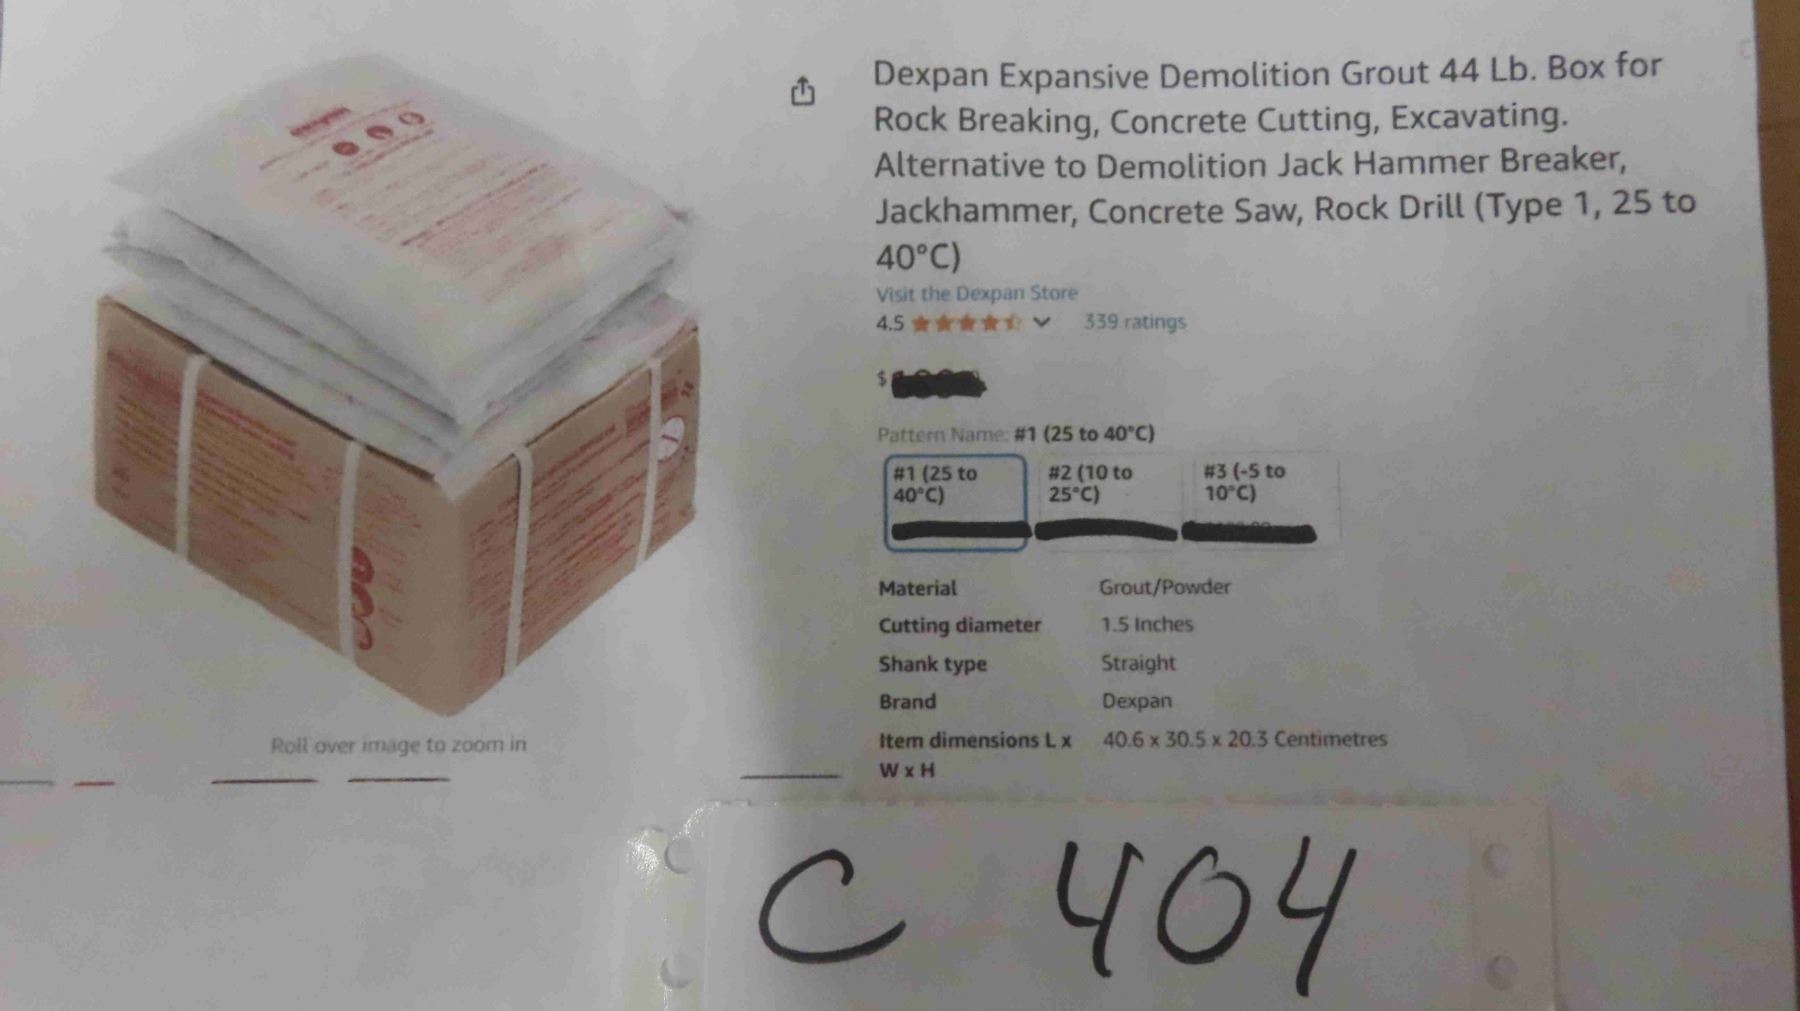 Dexpan Expansive Demolition Grout 44 Lb. Box for
Rock Breaking, Concrete Cutting, Excavating.
Alternative to Demolition Jack Hammer Breaker,
Jackhammer, Concrete Saw, Rock Drill (Type 1, 25 to
40°C)
Visit the Dexpan Store
4.5
339 ratings
$
Pattern Name: #1 (25 to 40°C)
#1 (25 to
40°C)
#2 (10 to
25°C)
#3 (-5 to
10°C)
Material Grout/Powder
Cutting diameter 1.5 Inches
Shank type Straight
Brand Dexpan
Item dimensions L x 40.6 x 30.5 x 20.3 Centimetres
W x H
Roll over image to zoom in
C 404